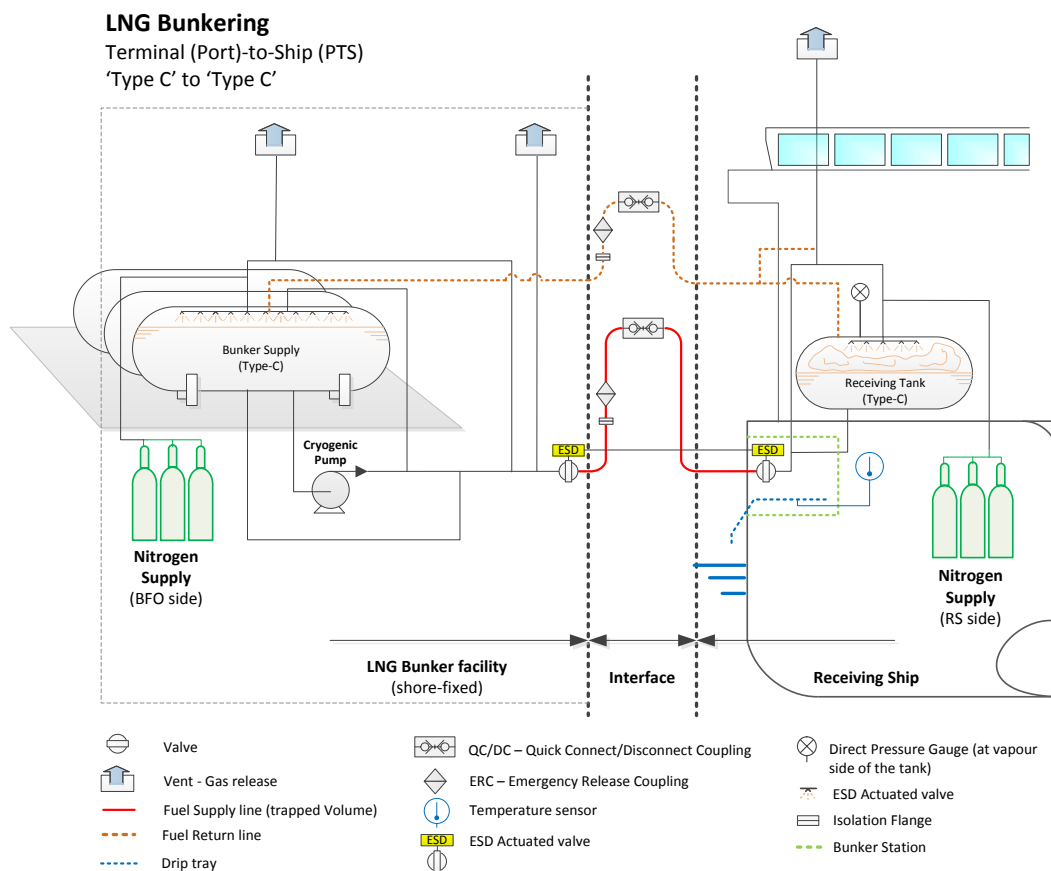 LNG Bunkering
Terminal (Port)-to-Ship (PTS)
‘Type C’ to ‘Type C’
Bunker Supply
(Type-C)
Receiving Tank
(Type-C)
Cryogenic
Pump
ESD
ESD
Nitrogen
Supply
(BFO side)
Nitrogen
Supply
(RS side)
LNG Bunker facility
(shore-fixed)
Interface
Receiving Ship
Valve
Vent - Gas release
Fuel Supply line (trapped Volume)
Fuel Return line
Drip tray
QC/DC – Quick Connect/Disconnect Coupling
ERC – Emergency Release Coupling
Temperature sensor
ESD
ESD Actuated valve
Direct Pressure Gauge (at vapour
side of the tank)
ESD Actuated valve
Isolation Flange
Bunker Station